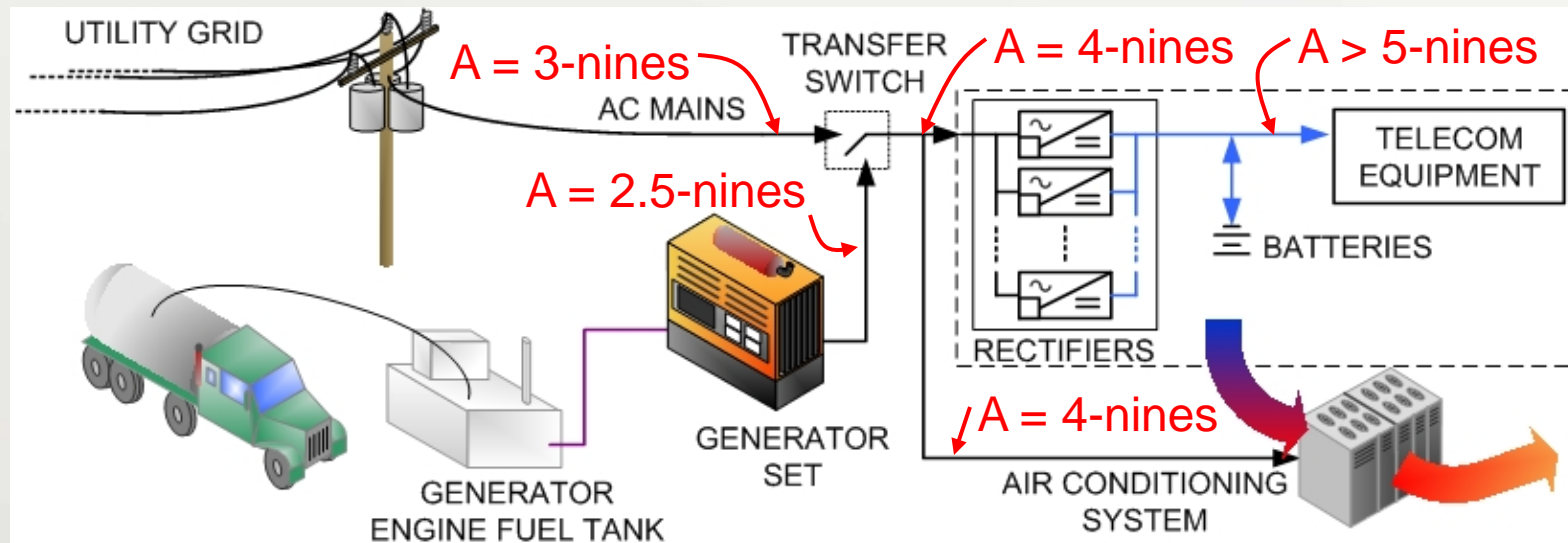 UTILITY GRID
A = 3-nines
AC MAINS
TRANSFER
SWITCH
A = 4-nines
A > 5-nines
TELECOM
EQUIPMENT
A = 2.5-nines
BATTERIES
RECTIFIERS
A = 4-nines
GENERATOR
SET
GENERATOR
ENGINE FUEL TANK
AIR CONDITIONING
SYSTEM